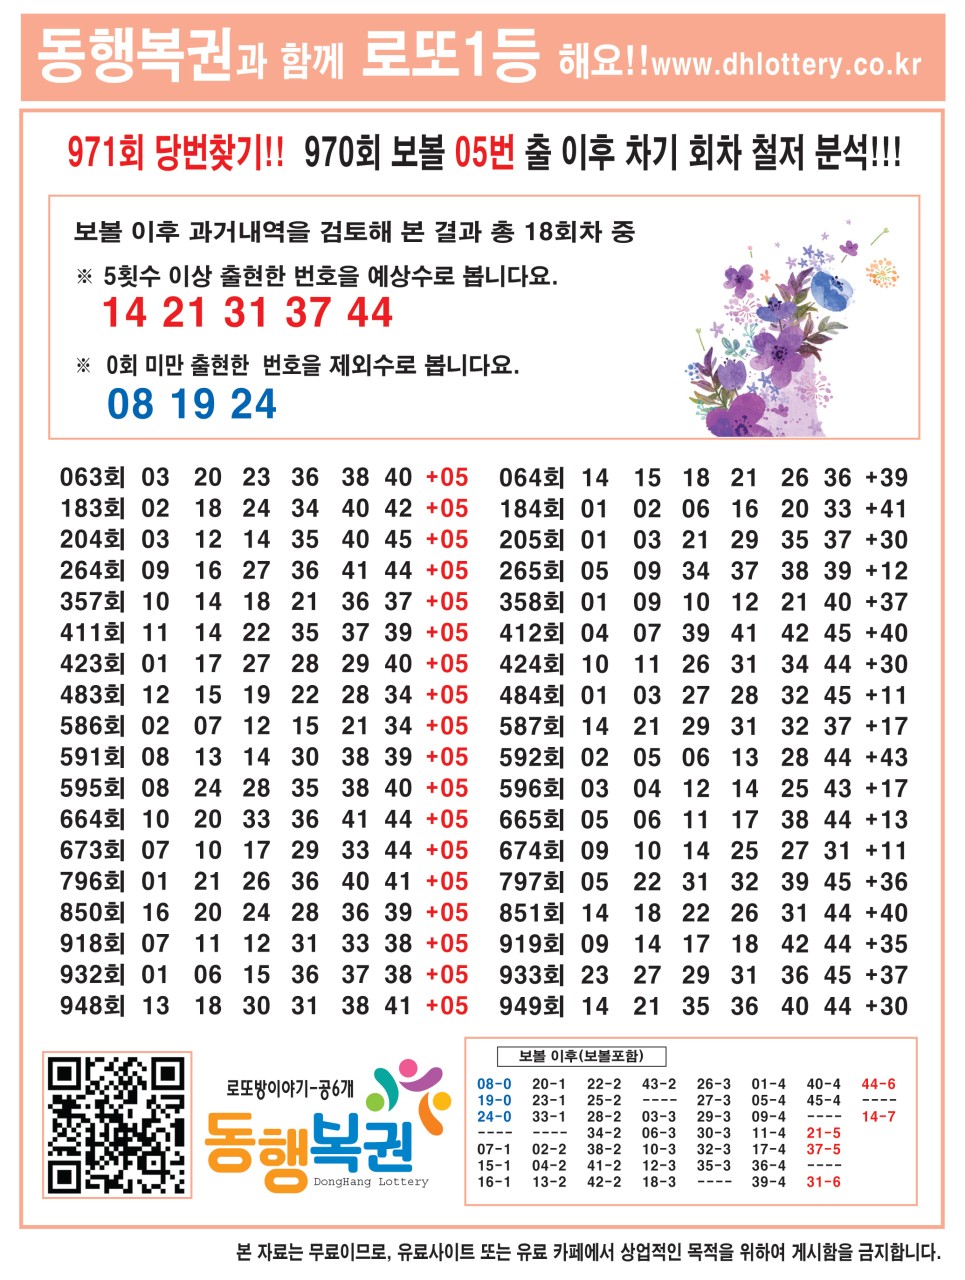 동행복권과 함께 로또1등 해요!!www.dhlottery.co.kr
971회 당번찾기!! 970회 보볼 05번 출 이후 차기 회차 철저 분석!!!
보볼 이후 과거내역을 검토해 본 결과 총 18회차 중
※ 5횟수 이상 출현한 번호을 예상수로 봅니다요.
14 21 31 37 44
※ 0회 미만 출현한 번호을 제외수로 봅니다요.
08 19 24
063회 03 20 23 36 38 40 +05 064회 14 15 18 21 26 36 +39
183회 02 18 24 34 40 42 +05 184회 01 02 06 16 20 33 +41
204회 03 12 14 35 40 45 +05 205회 01 03 21 29 35 37 +30
264회 09 16 27 36 41 44 +05 265회 05 09 34 37 38 39 +12
357회 10 14 18 21 36 37 +05 358회 01 09 10 12 21 40 +37
411회 11 14 22 35 37 39 +05 412회 04 07 39 41 42 45 +40
423회 01 17 27 28 29 40 +05 424회 10 11 26 31 34 44 +30
483회 12 15 19 22 28 34 +05 484회 01 03 27 28 32 45 +11
586회 02 07 12 15 21 34 +05 587회 14 21 29 31 32 37 +17
591회 08 13 14 30 38 39 +05 592회 02 05 06 13 28 44 +43
595회 08 24 28 35 38 40 +05 596회 03 04 12 14 25 43 +17
664회 10 20 33 36 41 44 +05 665회 05 06 11 17 38 44 +13
673회 07 10 17 29 33 44 +05 674회 09 10 14 25 27 31 +11
796회 01 21 26 36 40 41 +05 797회 05 22 31 32 39 45 +36
850회 16 20 24 28 36 39 +05 851회 14 18 22 26 31 44 +40
918회 07 11 12 31 33 38 +05 919회 09 14 17 18 42 44 +35
932회 01 06 15 36 37 38 +05 933회 23 27 29 31 36 45 +37
948회 13 18 30 31 38 41 +05 949회 14 21 35 36 40 44 +30
로또방이야기-공6개
동행복권
DongHang Lottery
보볼 이후(보볼포함)
08-0 20-1 22-2 43-2 26-3 01-4 40-4 44-6
19-0 23-1 25-2 ---- 27-3 05-4 45-4 ----
24-0 33-1 28-2 03-3 29-3 09-4 ---- 14-7
---- ---- 34-2 06-3 30-3 11-4 21-5
07-1 02-2 38-2 10-3 32-3 17-4 37-5
15-1 04-2 41-2 12-3 35-3 36-4 ----
16-1 13-2 42-2 18-3 ---- 39-4 31-6
본 자료는 무료이므로, 유료사이트 또는 유료 카페에서 상업적인 목적을 위하여 게시함을 금지합니다.